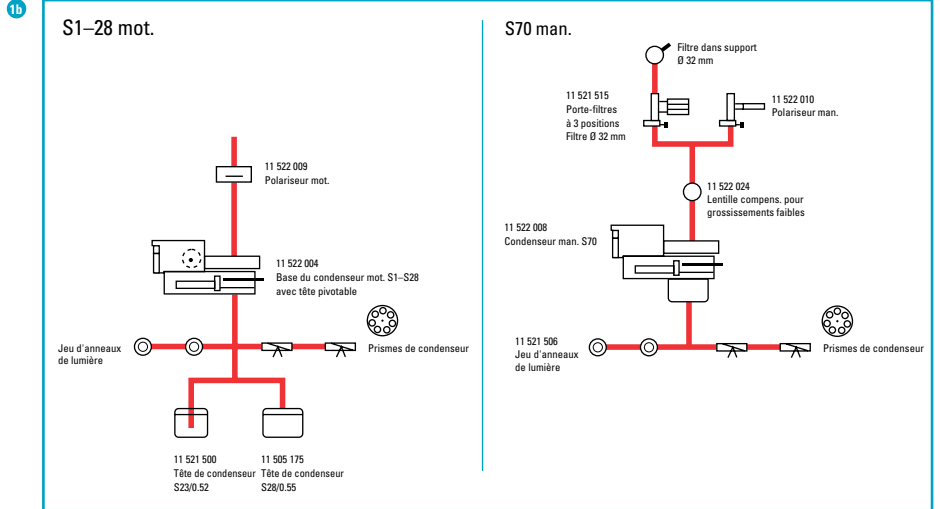 1b
S1–28 mot.
11 522 009
Polariseur mot.
11 522 004
Base du condenseur mot. S1–S28
avec tête pivotable
Jeu d'anneaux
de lumière
Prismes de condenseur
11 521 500
Tête de condenseur
S23/0.52
11 505 175
Tête de condenseur
S28/0.55
S70 man.
Filtre dans support
Ø 32 mm
11 521 515
Porte-filtres
à 3 positions
Filtre Ø 32 mm
11 522 010
Polariseur man.
11 522 024
Lentille compens. pour
grossissements faibles
11 522 008
Condenseur man. S70
11 521 506
Jeu d'anneaux
de lumière
Prismes de condenseur